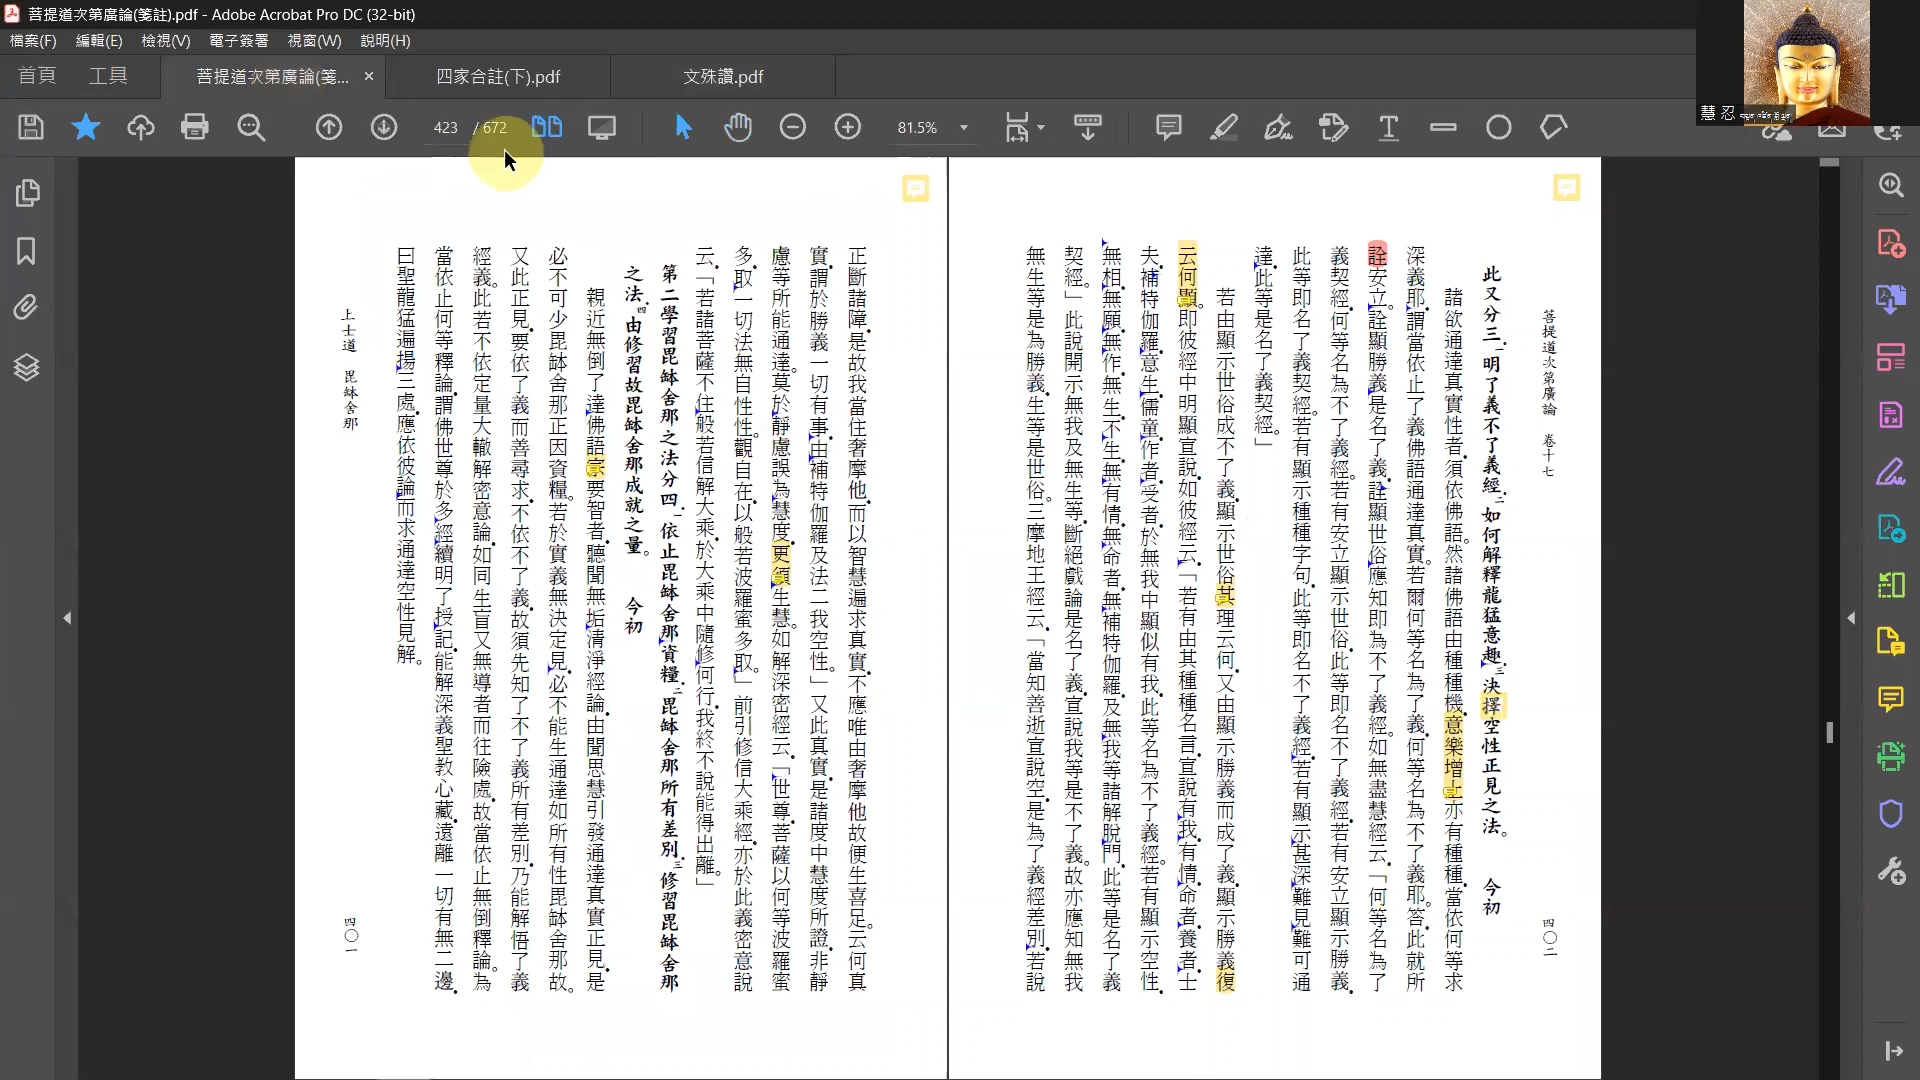 菩提道次第廣論(箋註).pdf - Adobe Acrobat Pro DC (32-bit)
檔案(F) 編輯(E) 檢視(V) 電子簽署 視窗(W) 說明(H)
首頁 工具 菩提道次第廣論(箋... × 四家合註(下).pdf 文殊讚.pdf
慧 忍
423 / 672 81.5%
菩提道次第廣論 卷十七
四〇二
此又分三，一明了義不了義經，二如何解釋龍猛意趣，三決擇空性正見之法。 今初
諸欲通達真實性者，須依佛語。然諸佛語由種種機意樂增上，亦有種種，當依何等求
深義耶，謂當依止了義佛語通達真實。若爾何等名為了義，何等名為不了義耶。答，此就所
詮安立。詮顯勝義，是名了義，詮顯世俗，應知即為不了義經。如無盡慧經云，「何等名為了
義契經，何等名為不了義經。若有安立顯示世俗，此等即名不了義經。若有安立顯示勝義，
此等即名了義契經。若有顯示種種字句，此等即名不了義經，若有顯示甚深難見難可通
達，此等是名了義契經。」
若由顯示世俗成不了義，顯示世俗其理云何，又由顯示勝義而成了義，顯示勝義復
云何顯。即彼經中明顯宣說，如彼經云，「若有由其種種名言，宣說有我，有情，命者，養者，士
夫，補特伽羅，意生，儒童，作者，受者，於無我中顯似有我，此等名為不了義經。若有顯示空性，
無相，無願，無作，無生，不生，無有情，無命者，無補特伽羅，及無我等諸解脫門，此等是名了義
契經。」此說開示無我及無生等，斷絕戲論是名了義，宣說我等是不了義。故亦應知無我
無生等是為勝義，生等是世俗。三摩地王經云，「當知善逝宣說空，是為了義經差別，若說
正斷諸障，是故我當住奢摩他，而以智慧遍求真實，不應唯由奢摩他故便生喜足。云何真
實，謂於勝義一切有事，由補特伽羅及法二我空性。」又此真實，是諸度中慧度所證，非靜
慮等所能通達。莫於靜慮誤為慧度，更須生慧。如解深密經云，「世尊，菩薩以何等波羅蜜
多，取一切法無自性性，觀自在，以般若波羅蜜多取。」前引修信大乘經，亦於此義密意說
云，「若諸菩薩不住般若，信解大乘，於大乘中隨修何行，我終不說能得出離。」
第二學習毘缽舍那之法分四，一依止毘缽舍那資糧，二毘缽舍那所有差別，三修習毘缽舍那
之法，四由修習故毘缽舍那成就之量。 今初
親近無倒了達佛語宗要智者，聽聞無垢清淨經論，由聞思慧引發通達真實正見，是
必不可少毘缽舍那正因資糧。若於實義無決定見，必不能生通達如所有性毘缽舍那故。
又此正見，要依了義而善尋求，不依不了義，故須先知了不了義所有差別，乃能解悟了義
經義。此若不依定量大轍解密意論，如同生盲又無導者而往險處，故當依止無倒釋論。為
當依止何等釋論，謂佛世尊於多經續明了授記，能解深義聖教心藏，遠離一切有無二邊，
曰聖龍猛遍揚三處，應依彼論而求通達空性見解。
上士道 毘缽舍那
四〇一